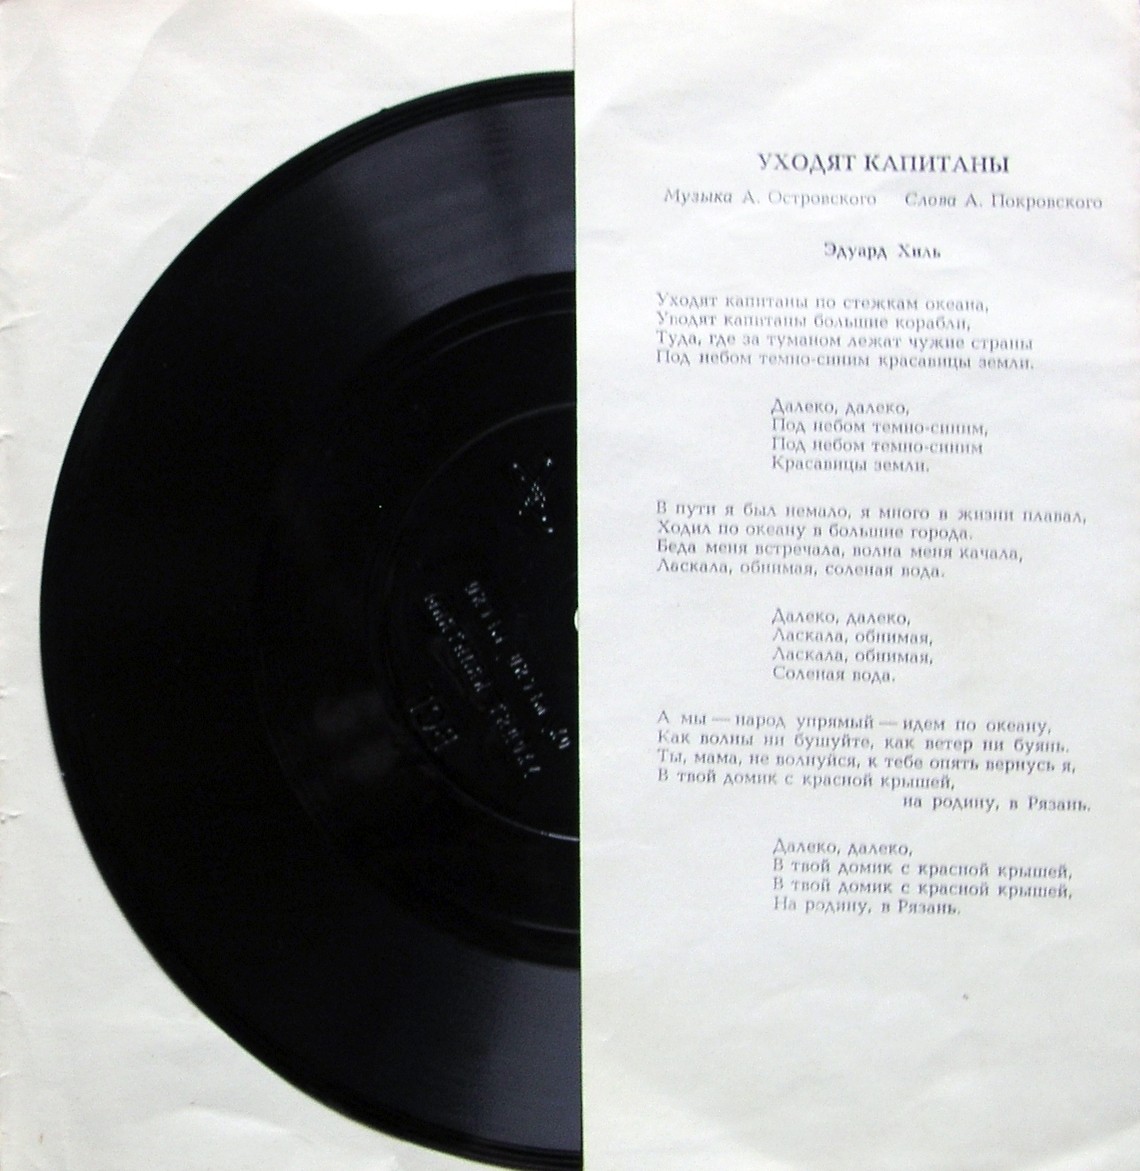 УХОДЯТ КАПИТАНЫ
Музыка А. Островского Слова А. Покровского
Эдуард Хиль
Уходят капитаны по стежкам океана,
Уводят капитаны большие корабли,
Туда, где за туманом лежат чужие страны
Под небом темно-синим красавицы земли.
Далеко, далеко,
Под небом темно-синим,
Под небом темно-синим
Красавицы земли.
В пути я был немало, я много в жизни плавал,
Ходил по океану в большие города.
Беда меня встречала, волна меня качала,
Ласкала, обнимая, соленая вода.
Далеко, далеко,
Ласкала, обнимая,
Ласкала, обнимая,
Соленая вода.
А мы — народ упрямый — идем по океану,
Как волны ни бушуйте, как ветер ни буянь.
Ты, мама, не волнуйся, к тебе опять вернусь я,
В твой домик с красной крышей,
на родину, в Рязань.
Далеко, далеко,
В твой домик с красной крышей,
В твой домик с красной крышей,
На родину, в Рязань.